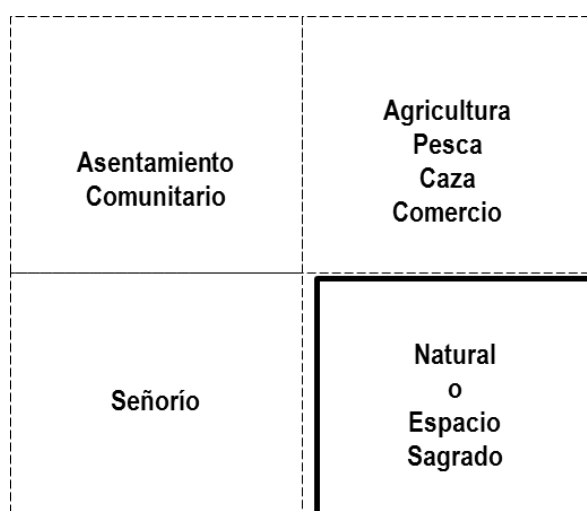 Asentamiento
Comunitario
Agricultura
Pesca
Caza
Comercio
Señorío
Natural
o
Espacio
Sagrado